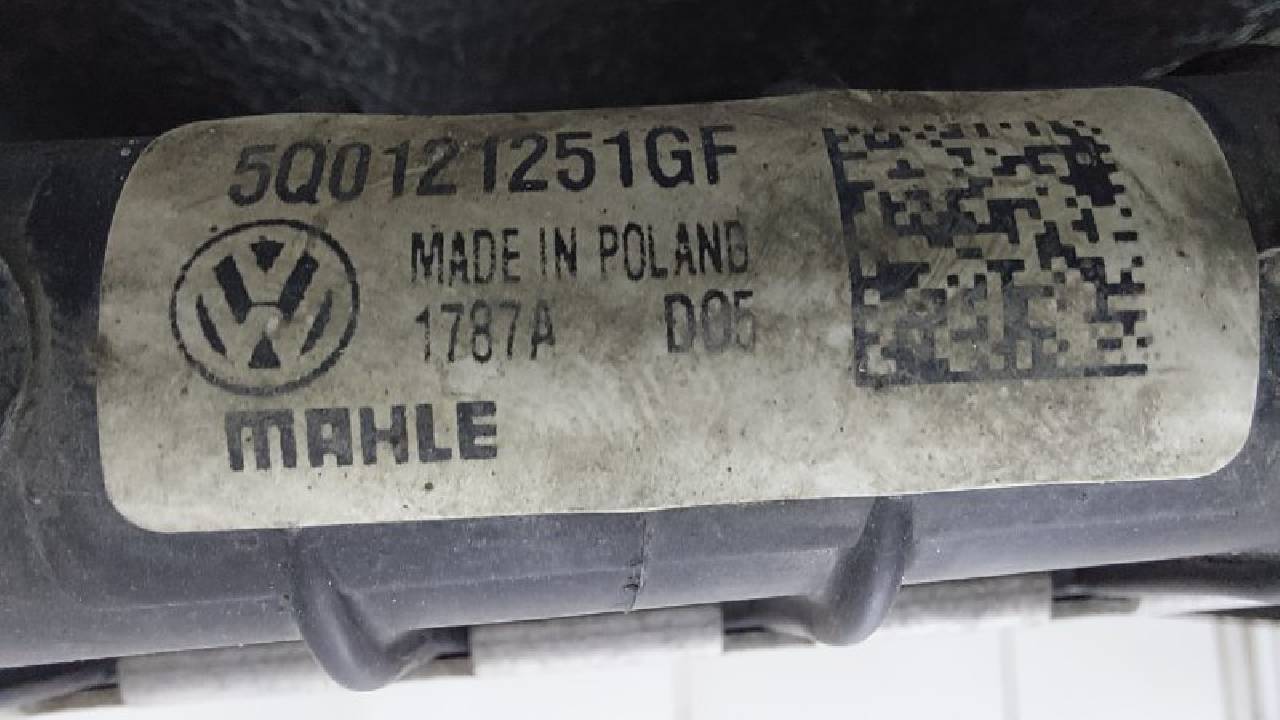 5Q0121251GF
MADE IN POLAND
1787A D05
MAHLE